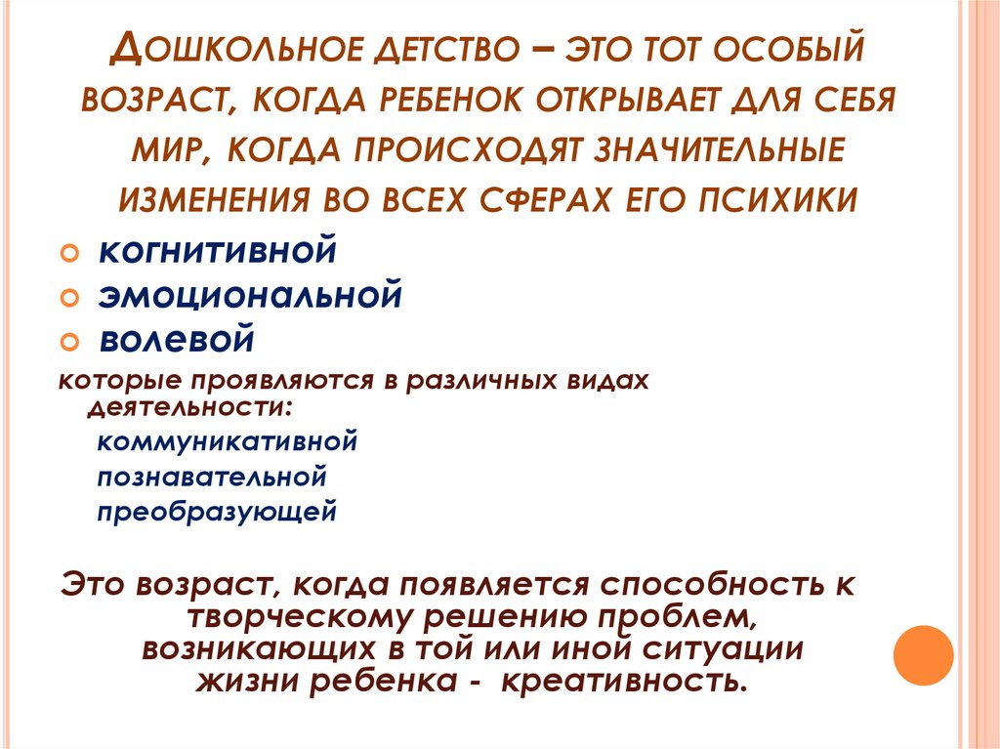 Дошкольное детство – это тот особый
возраст, когда ребенок открывает для себя
мир, когда происходят значительные
изменения во всех сферах его психики
когнитивной
эмоциональной
волевой
которые проявляются в различных видах
деятельности:
коммуникативной
познавательной
преобразующей
Это возраст, когда появляется способность к
творческому решению проблем,
возникающих в той или иной ситуации
жизни ребенка - креативность.